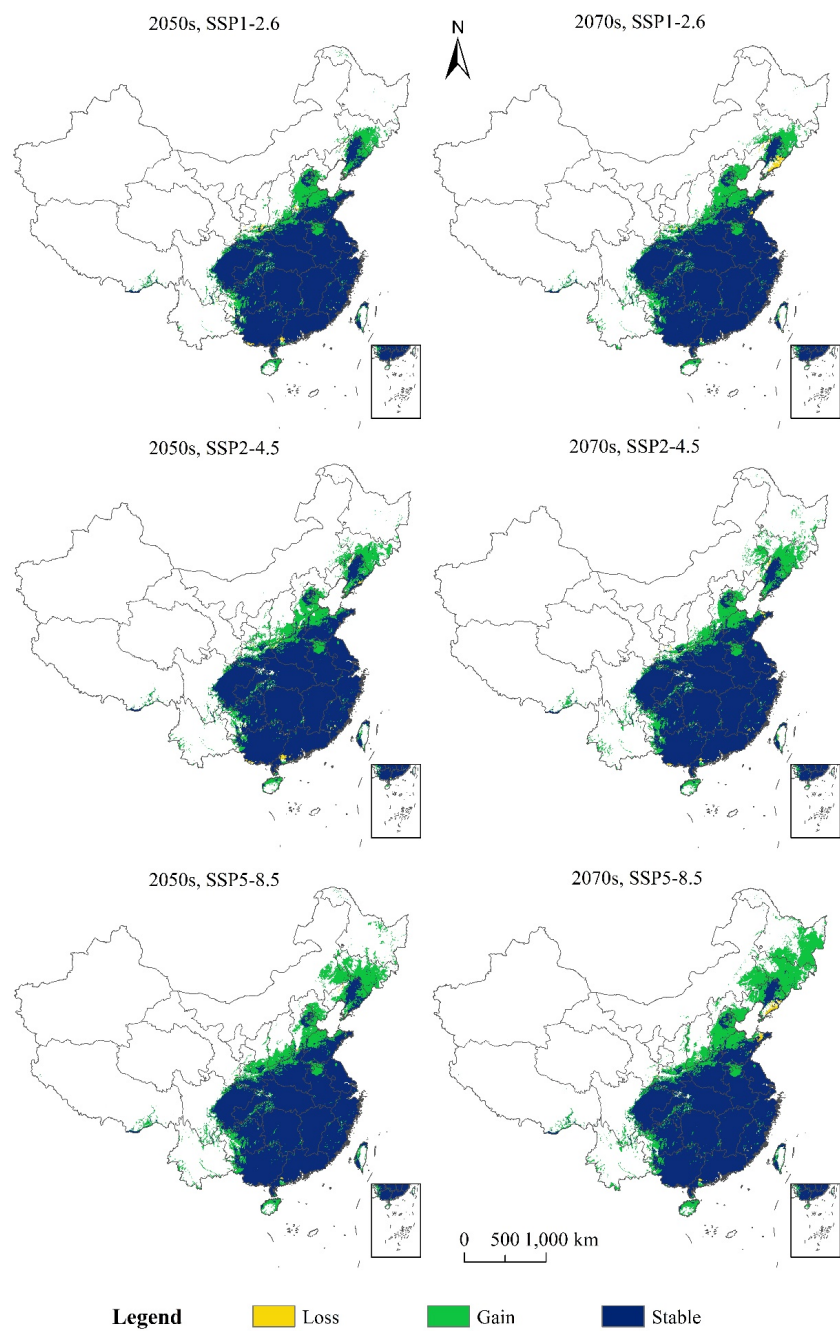 2050s, SSP1-2.6
N
2070s, SSP1-2.6
2050s, SSP2-4.5
2070s, SSP2-4.5
2050s, SSP5-8.5
2070s, SSP5-8.5
0 500 1,000 km
Legend Loss Gain Stable